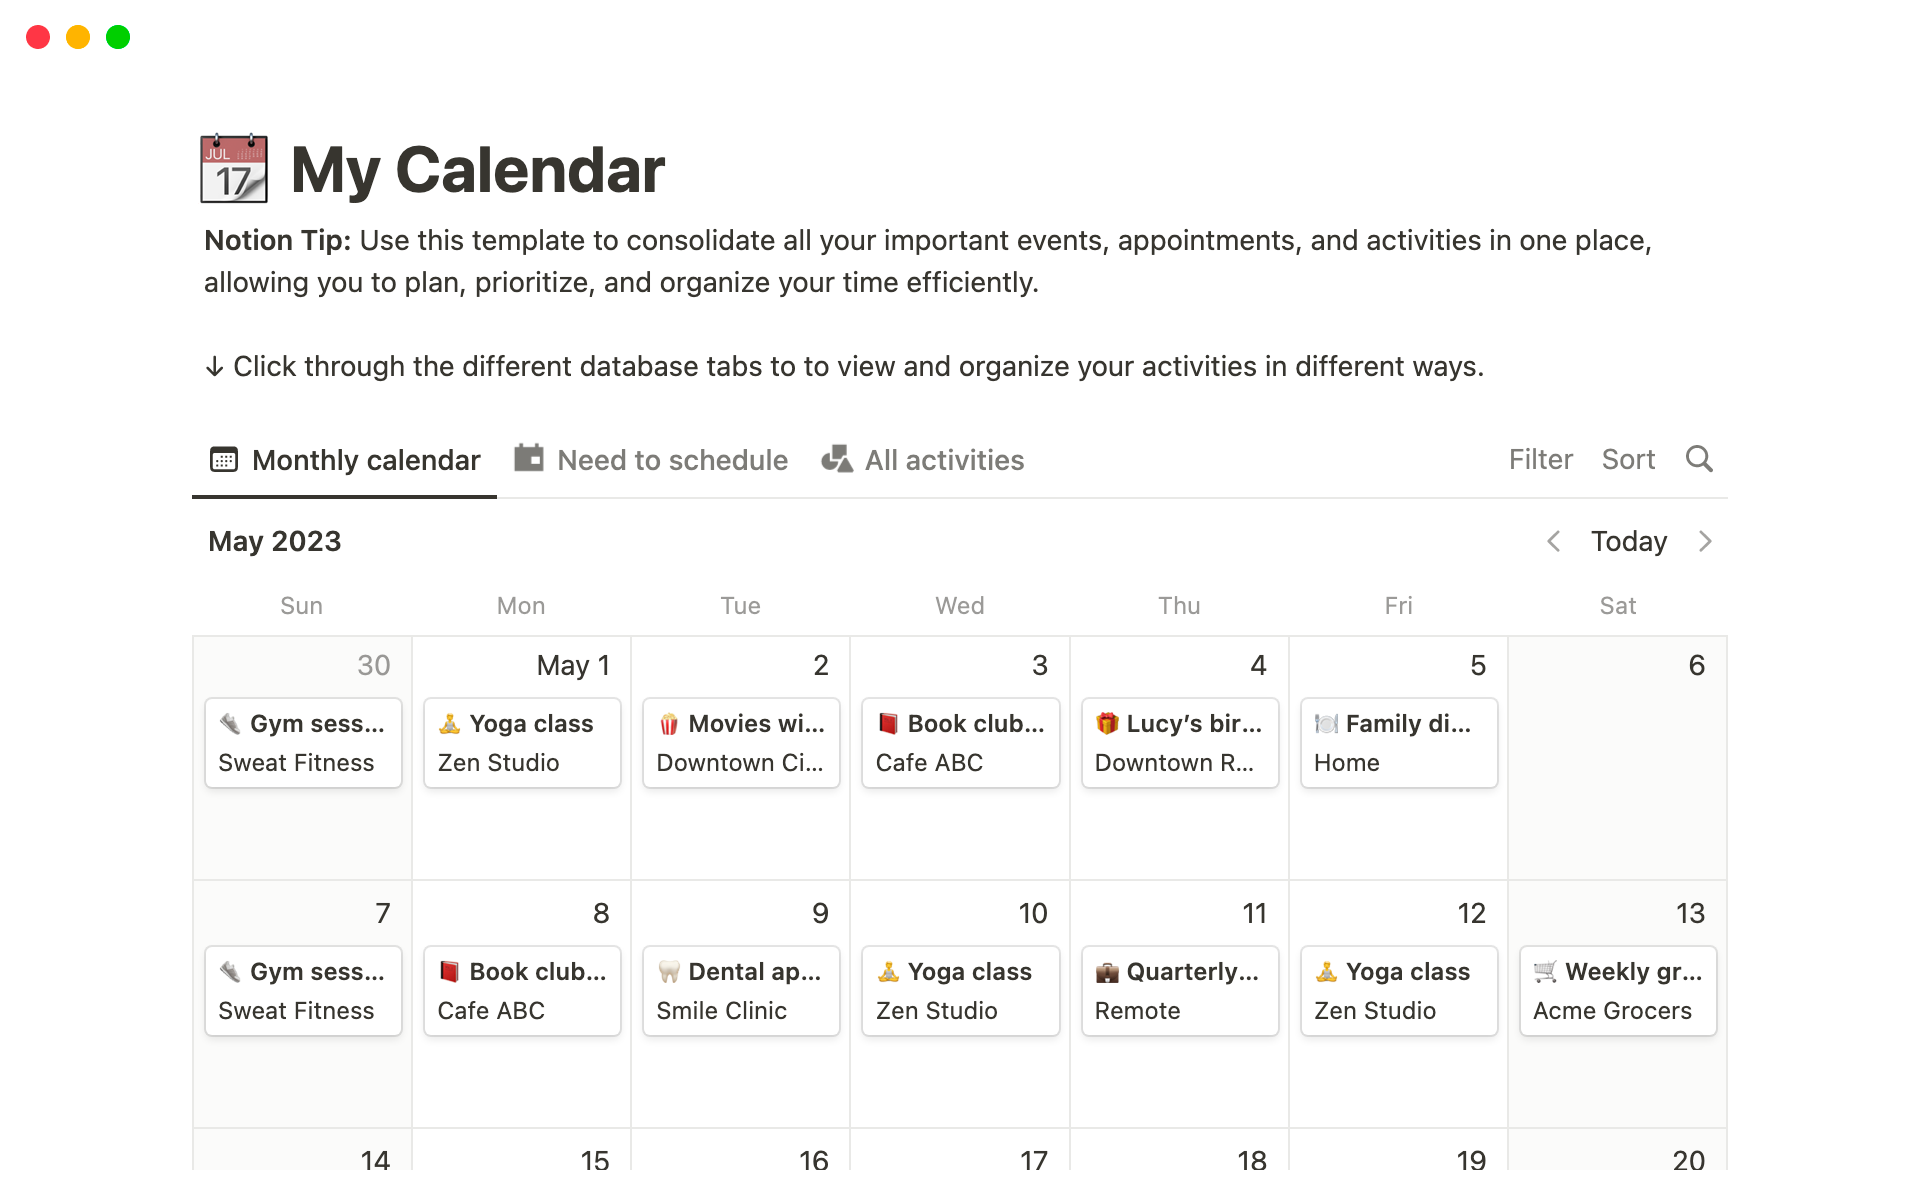 JUL
17
My Calendar
Notion Tip: Use this template to consolidate all your important events, appointments, and activities in one place,
allowing you to plan, prioritize, and organize your time efficiently.
↓ Click through the different database tabs to to view and organize your activities in different ways.
Monthly calendar Need to schedule All activities Filter Sort
May 2023 Today
Sun Mon Tue Wed Thu Fri Sat
30 May 1 2 3 4 5 6
Gym sess... Yoga class Movies wi... Book club... Lucy’s bir... Family di...
Sweat Fitness Zen Studio Downtown Ci... Cafe ABC Downtown R... Home
7 8 9 10 11 12 13
Gym sess... Book club... Dental ap... Yoga class Quarterly... Yoga class Weekly gr...
Sweat Fitness Cafe ABC Smile Clinic Zen Studio Remote Zen Studio Acme Grocers
14 15 16 17 18 19 20